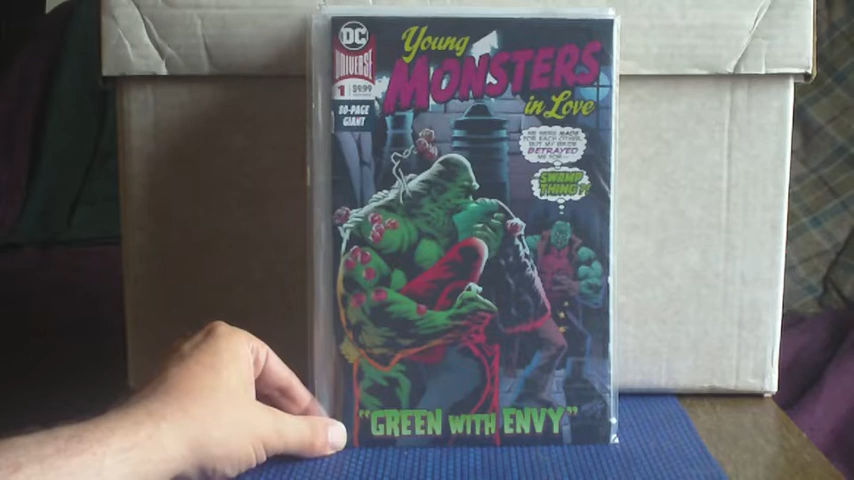 DC
UNIVERSE
1 $9.99
80-PAGE
GIANT
Young
MONSTERS
in Love
WE WERE MADE
FOR EACH OTHER,
BUT MY BRIDE
BETRAYED
ME FOR--
SWAMP
THING?!
"GREEN WITH ENVY"